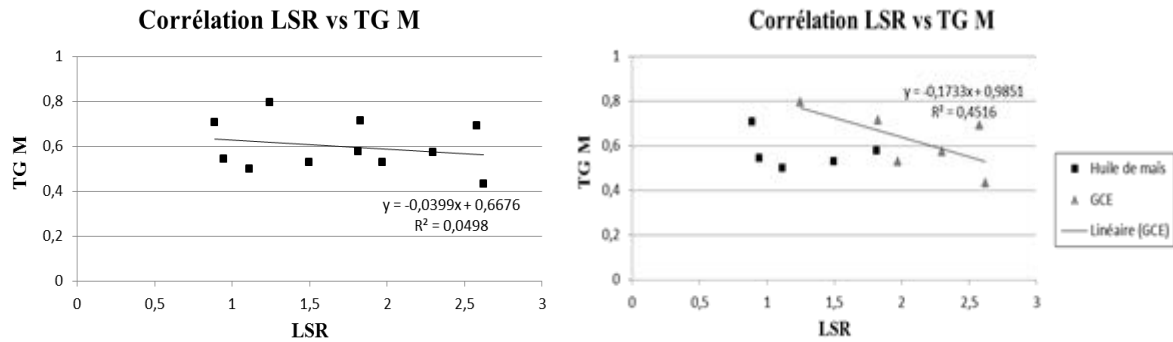 Corrélation LSR vs TG M
1
0,8
0,6
0,4
0,2
0
TG M
y = -0,0399x + 0,6676
R² = 0,0498
0 0,5 1 1,5 2 2,5 3
LSR
Corrélation LSR vs TG M
1
0,8
0,6
0,4
0,2
0
TG M
y = -0,1733x + 0,9851
R² = 0,4516
0 0,5 1 1,5 2 2,5 3
LSR
Huile de maïs
GCE
Linéaire (GCE)